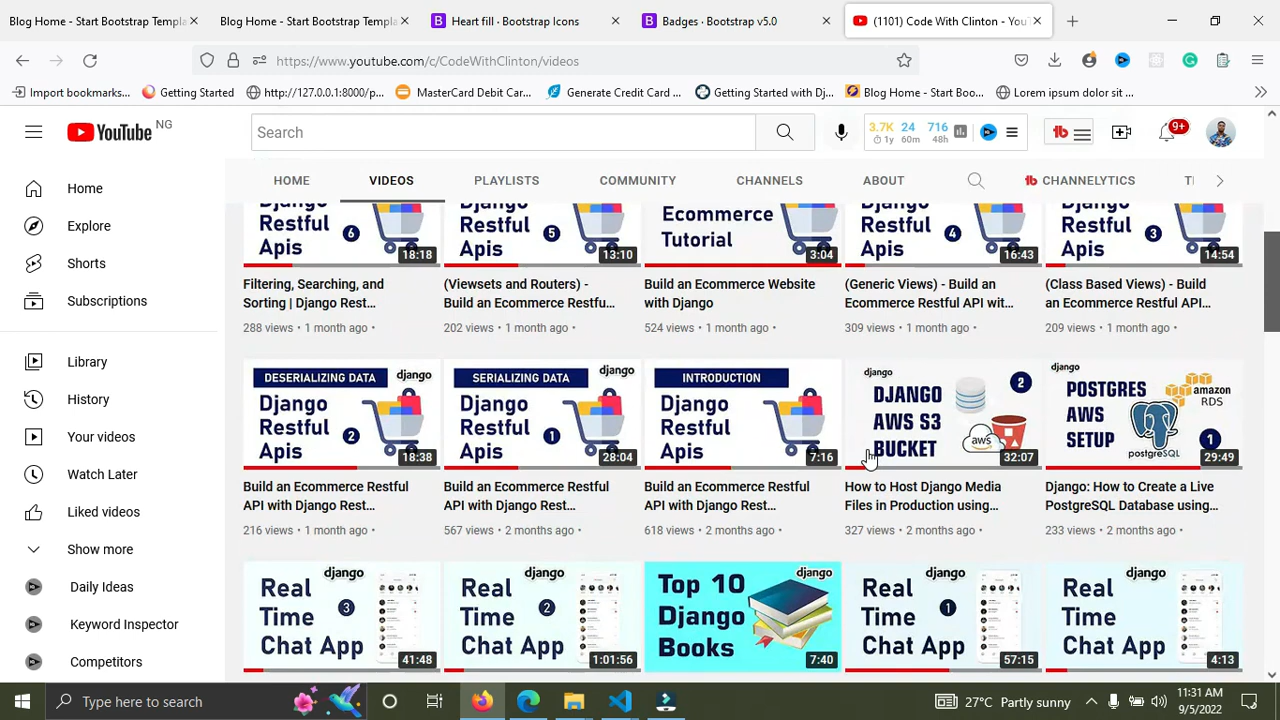 Blog Home - Start Bootstrap Templa
Blog Home - Start Bootstrap Templa
Heart fill · Bootstrap Icons
Badges · Bootstrap v5.0
(1101) Code With Clinton - You
https://www.youtube.com/c/CodeWithClinton/videos
Import bookmarks...
Getting Started
http://127.0.0.1:8000/p...
MasterCard Debit Car...
Generate Credit Card ...
Getting Started with Dj...
Blog Home - Start Boo...
Lorem ipsum dolor sit ...
YouTube NG
Search
3.7K 24 716
1y 60m 48h
tb
9+
HOME
VIDEOS
PLAYLISTS
COMMUNITY
CHANNELS
ABOUT
tb CHANNELYTICS
Home
Explore
Shorts
Subscriptions
Library
History
Your videos
Watch Later
Liked videos
Show more
Daily Ideas
Keyword Inspector
Competitors
Django
Restful
Apis
6
18:18
Filtering, Searching, and
Sorting | Django Rest...
288 views • 1 month ago •
Django
Restful
Apis
5
13:10
(Viewsets and Routers) -
Build an Ecommerce Restfu...
202 views • 1 month ago •
Ecommerce
Tutorial
3:04
Build an Ecommerce Website
with Django
524 views • 1 month ago •
Django
Restful
Apis
4
16:43
(Generic Views) - Build an
Ecommerce Restful API wit...
309 views • 1 month ago •
Django
Restful
Apis
3
14:54
(Class Based Views) - Build
an Ecommerce Restful API...
209 views • 1 month ago •
DESERIALIZING DATA
django
Django
Restful
Apis
2
18:38
Build an Ecommerce Restful
API with Django Rest...
216 views • 1 month ago •
SERIALIZING DATA
django
Django
Restful
Apis
1
28:04
Build an Ecommerce Restful
API with Django Rest...
567 views • 2 months ago •
INTRODUCTION
Django
Restful
Apis
7:16
Build an Ecommerce Restful
API with Django Rest...
618 views • 2 months ago •
django
DJANGO
AWS S3
BUCKET
2
aws
32:07
How to Host Django Media
Files in Production using...
327 views • 2 months ago •
django
POSTGRES
AWS
SETUP
amazon
RDS
PostgreSQL
1
29:49
Django: How to Create a Live
PostgreSQL Database using...
233 views • 2 months ago •
django
Real
Time
Chat App
3
41:48
django
Real
Time
Chat App
2
1:01:56
django
Top 10
Django
Books
7:40
django
Real
Time
Chat App
1
57:15
django
Real
Time
Chat App
4:13
Type here to search
27°C Partly sunny
11:31 AM
9/5/2022